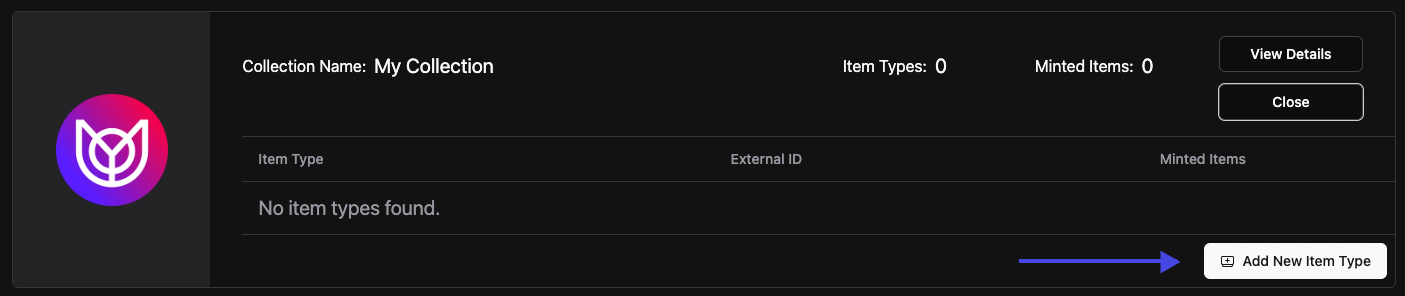 Collection Name: My Collection
Item Types: 0
Minted Items: 0
View Details
Close
Item Type
External ID
Minted Items
No item types found.
Add New Item Type